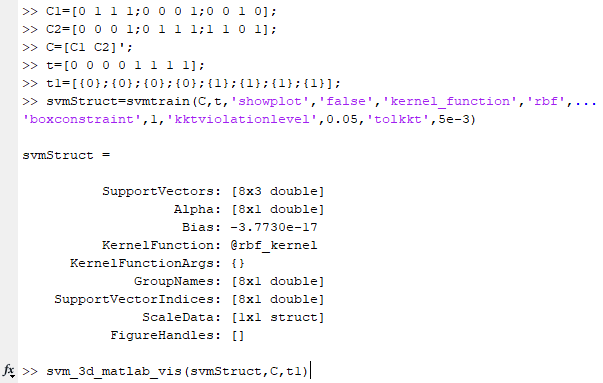 >> C1=[0 1 1 1;0 0 0 1;0 0 1 0];
>> C2=[0 0 0 1;0 1 1 1;1 1 0 1];
>> C=[C1 C2]';
>> t=[0 0 0 0 1 1 1 1];
>> t1=[{0};{0};{0};{0};{1};{1};{1};{1}];
>> svmStruct=svmtrain(C,t,'showplot','false','kernel_function','rbf',...
'boxconstraint',1,'kktviolationlevel',0.05,'tolkkt',5e-3)
svmStruct =
SupportVectors: [8x3 double]
Alpha: [8x1 double]
Bias: -3.7730e-17
KernelFunction: @rbf_kernel
KernelFunctionArgs: {}
GroupNames: [8x1 double]
SupportVectorIndices: [8x1 double]
ScaleData: [1x1 struct]
FigureHandles: []
fx >> svm_3d_matlab_vis(svmStruct,C,t1)